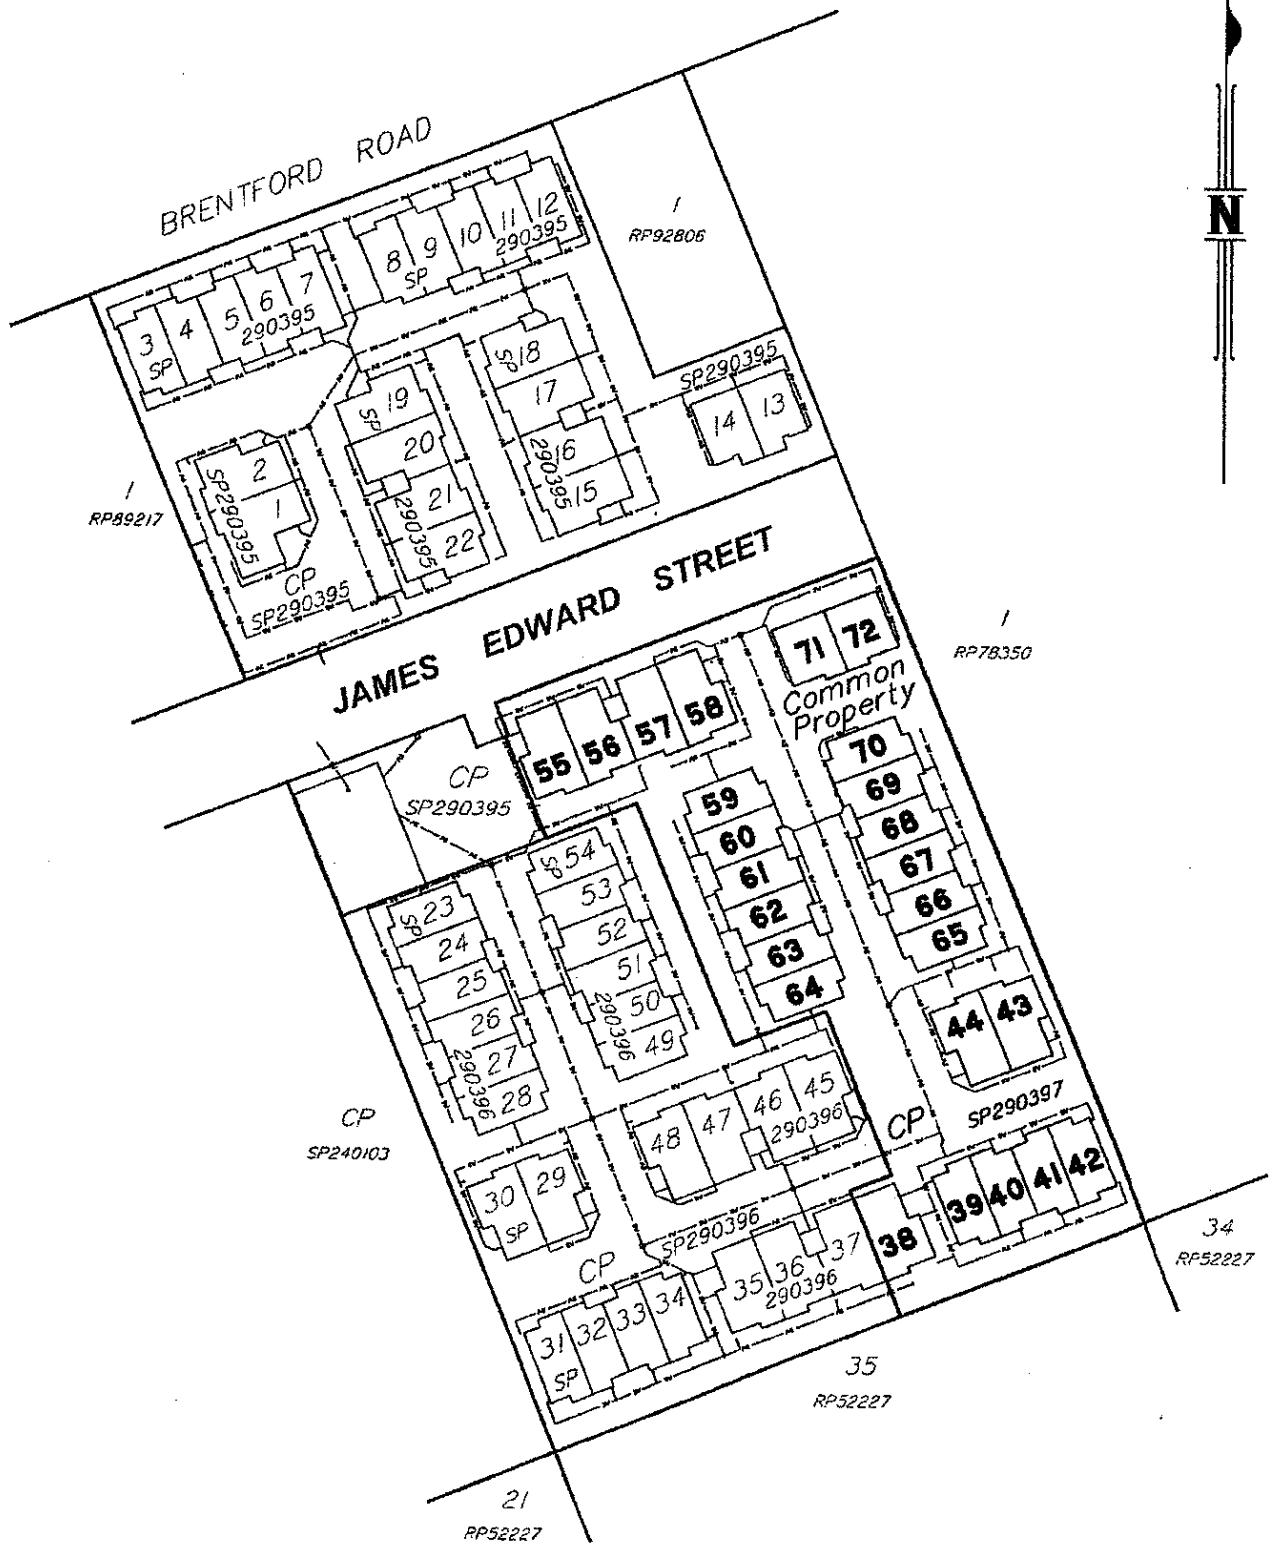 N
BRENTFORD ROAD
1
RP92806
3 4 5 6 7
SP 290395
8 9 10 11 12
SP 290395
SP290395
14 13
18
SP
17
16
290395
15
19
SP
20
21
290395
22
2
1
SP290395
1
RP89217
CP
SP290395
JAMES EDWARD STREET
1
RP78350
71 72
Common
Property
55 56 57 58
CP
SP290395
70
69
68
67
66
65
59
60
61
62
63
64
SP 54
53
52
51
50
49
290396
SP 23
24
25
26
27
28
290396
44 43
SP290397
CP
CP
SP240103
48 47 46 45
290396
30 29
SP
SP290396
CP
39 40 41 42
38
35 36 37
290396
31 32 33 34
SP
34
RP52227
35
RP52227
21
RP52227